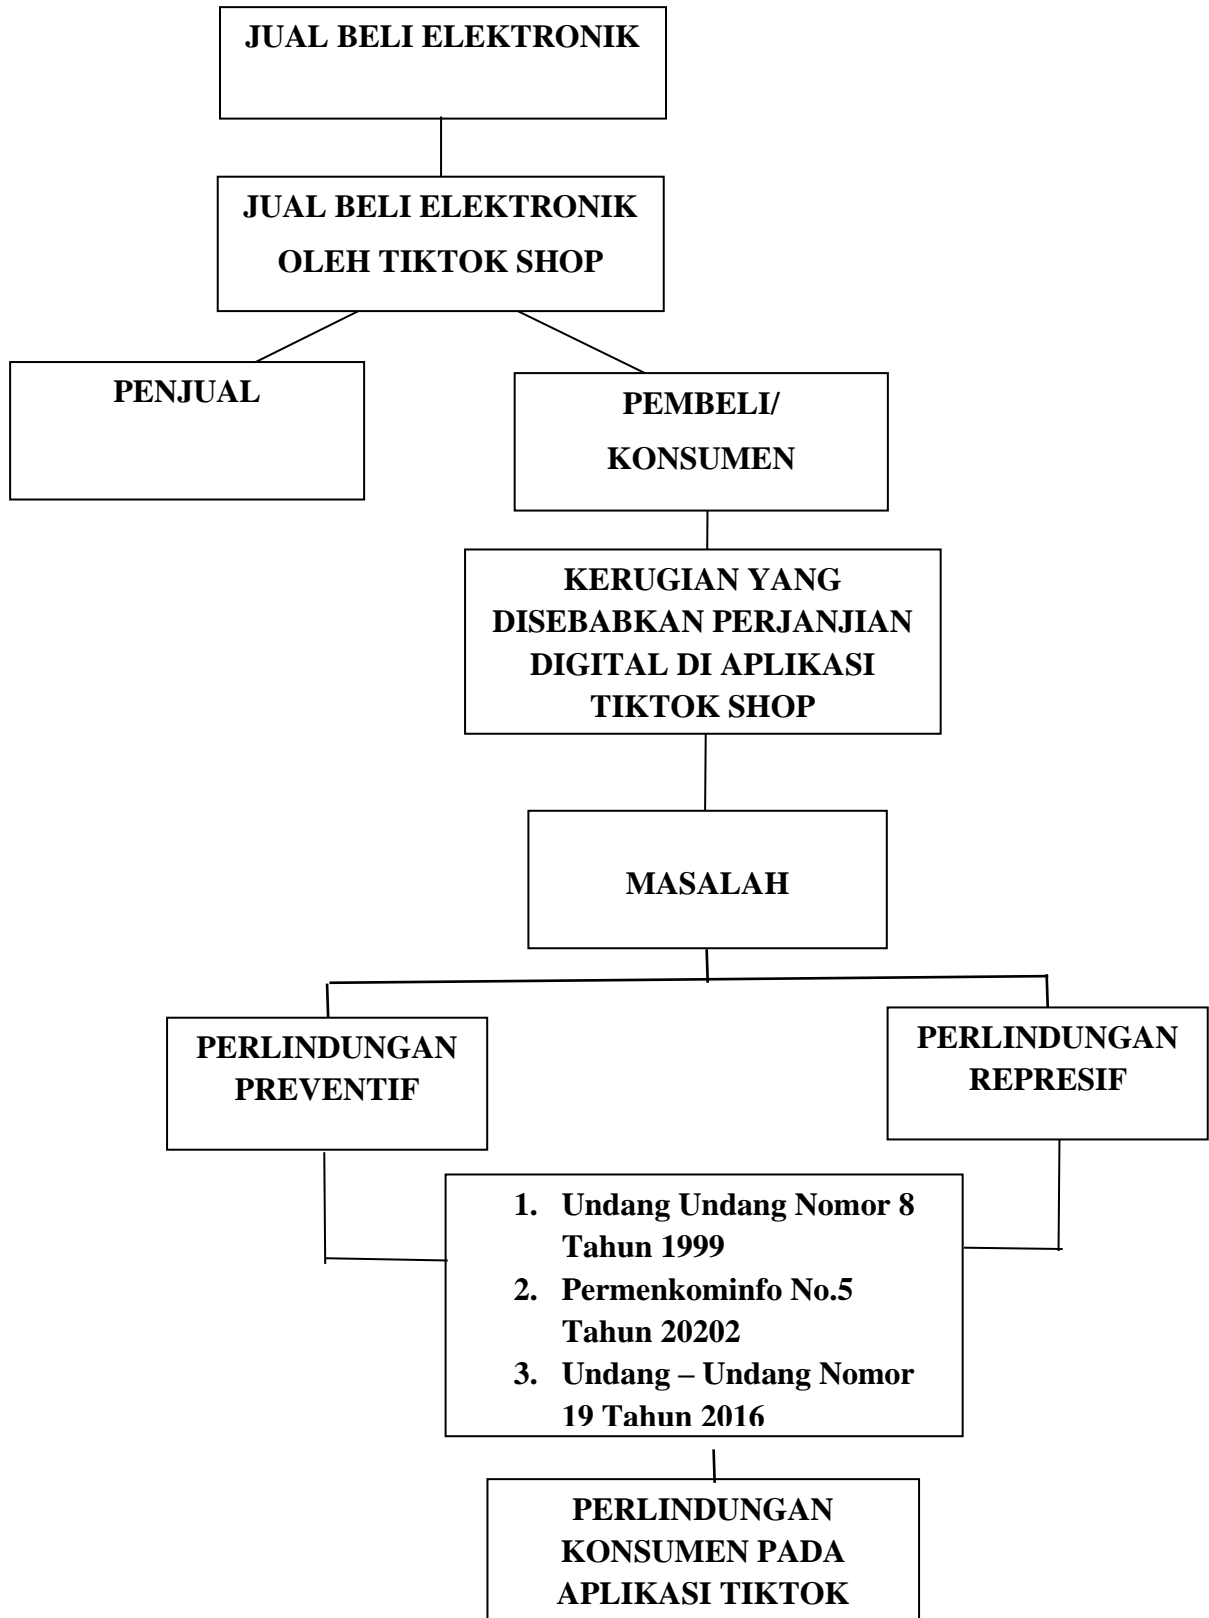 JUAL BELI ELEKTRONIK
JUAL BELI ELEKTRONIK
OLEH TIKTOK SHOP
PENJUAL
PEMBELI/
KONSUMEN
KERUGIAN YANG
DISEBABKAN PERJANJIAN
DIGITAL DI APLIKASI
TIKTOK SHOP
MASALAH
PERLINDUNGAN
PREVENTIF
PERLINDUNGAN
REPRESIF
1. Undang Undang Nomor 8
Tahun 1999
2. Permenkominfo No.5
Tahun 20202
3. Undang – Undang Nomor
19 Tahun 2016
PERLINDUNGAN
KONSUMEN PADA
APLIKASI TIKTOK